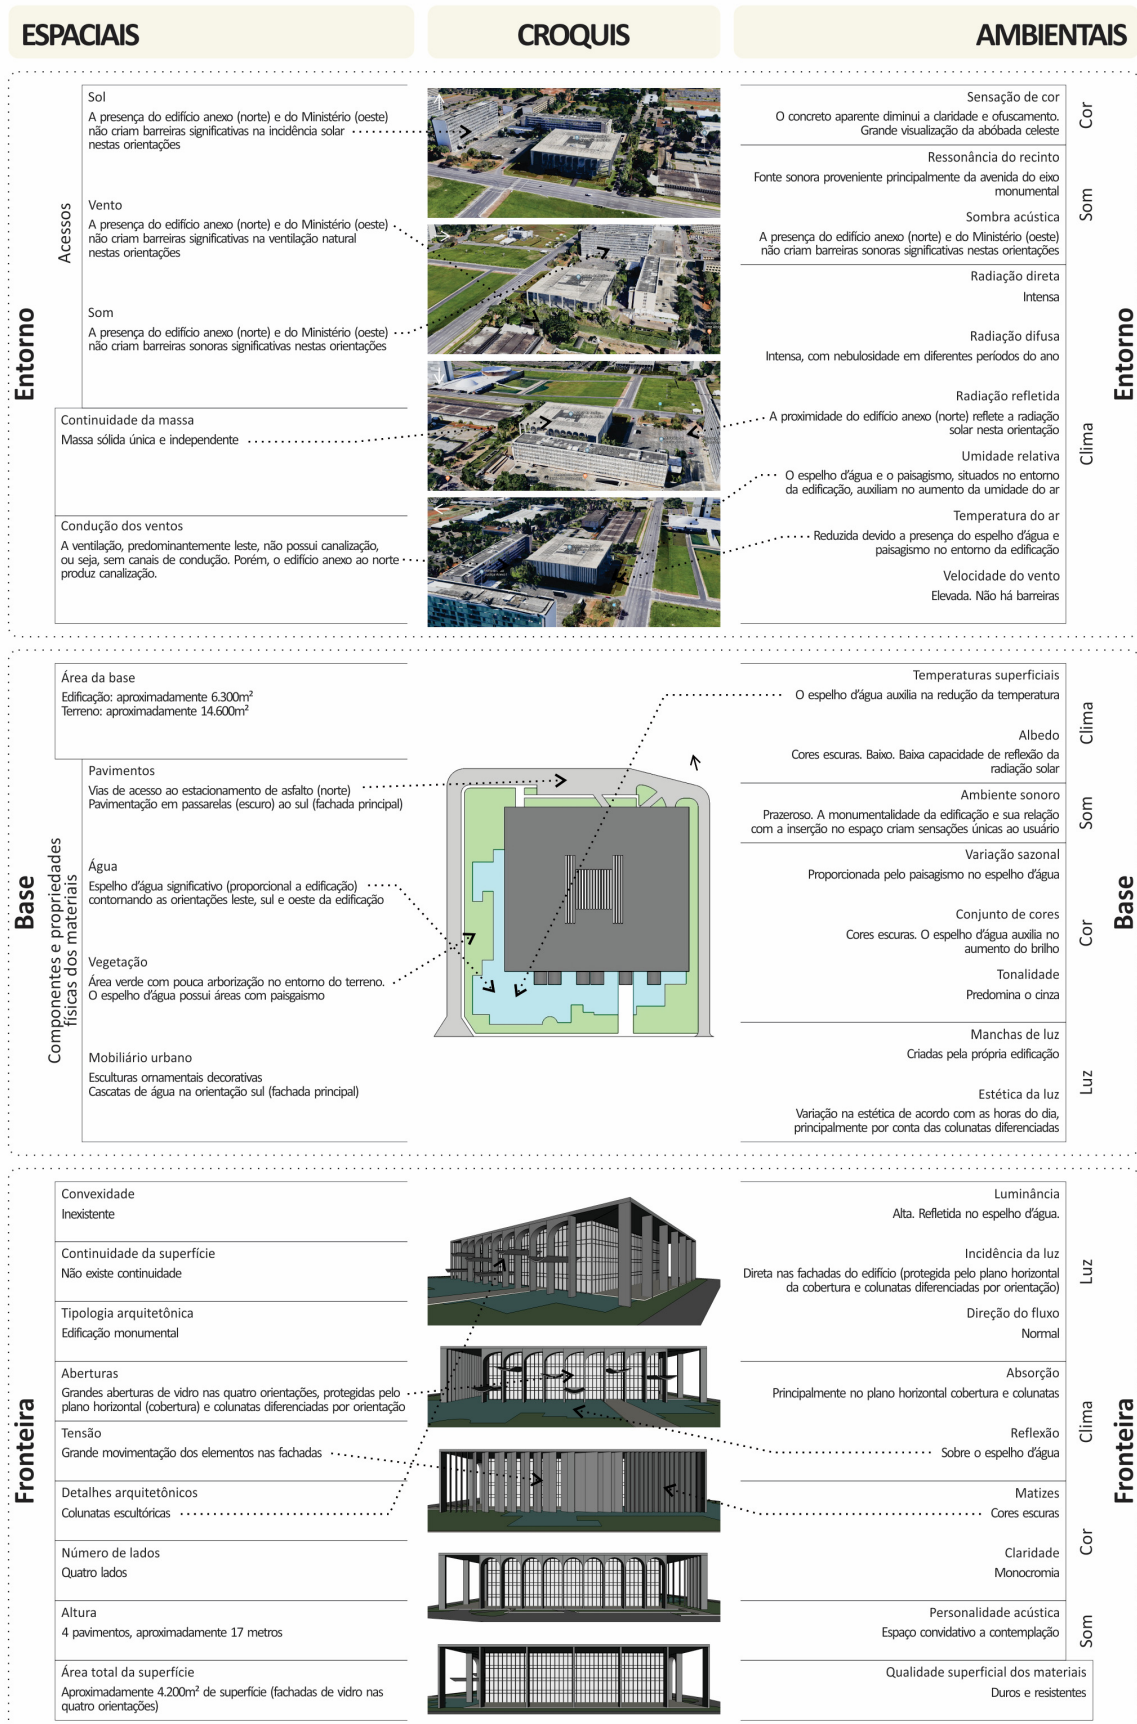 ESPACIAIS
CROQUIS
AMBIENTAIS
Entorno
Acessos
Sol
A presença do edifício anexo (norte) e do Ministério (oeste)
não criam barreiras significativas na incidência solar
nestas orientações
Vento
A presença do edifício anexo (norte) e do Ministério (oeste)
não criam barreiras significativas na ventilação natural
nestas orientações
Som
A presença do edifício anexo (norte) e do Ministério (oeste)
não criam barreiras sonoras significativas nestas orientações
Continuidade da massa
Massa sólida única e independente
Condução dos ventos
A ventilação, predominantemente leste, não possui canalização,
ou seja, sem canais de condução. Porém, o edifício anexo ao norte
produz canalização.
Sensação de cor
O concreto aparente diminui a claridade e ofuscamento.
Grande visualização da abóbada celeste
Cor
Ressonância do recinto
Fonte sonora proveniente principalmente da avenida do eixo
monumental
Sombra acústica
A presença do edifício anexo (norte) e do Ministério (oeste)
não criam barreiras sonoras significativas nestas orientações
Som
Radiação direta
Intensa
Radiação difusa
Intensa, com nebulosidade em diferentes períodos do ano
Radiação refletida
A proximidade do edifício anexo (norte) reflete a radiação
solar nesta orientação
Umidade relativa
O espelho d'água e o paisagismo, situados no entorno
da edificação, auxiliam no aumento da umidade do ar
Temperatura do ar
Reduzida devido a presença do espelho d'água e
paisagismo no entorno da edificação
Velocidade do vento
Elevada. Não há barreiras
Clima
Entorno
Base
Área da base
Edificação: aproximadamente 6.300m²
Terreno: aproximadamente 14.600m²
Componentes e propriedades
físicas dos materiais
Pavimentos
Vias de acesso ao estacionamento de asfalto (norte)
Pavimentação em passarelas (escuro) ao sul (fachada principal)
Água
Espelho d'água significativo (proporcional a edificação)
contornando as orientações leste, sul e oeste da edificação
Vegetação
Área verde com pouca arborização no entorno do terreno.
O espelho d'água possui áreas com paisgaismo
Mobiliário urbano
Esculturas ornamentais decorativas
Cascatas de água na orientação sul (fachada principal)
Temperaturas superficiais
O espelho d'água auxilia na redução da temperatura
Albedo
Cores escuras. Baixo. Baixa capacidade de reflexão da
radiação solar
Clima
Ambiente sonoro
Prazeroso. A monumentalidade da edificação e sua relação
com a inserção no espaço criam sensações únicas ao usuário
Som
Variação sazonal
Proporcionada pelo paisagismo no espelho d'água
Conjunto de cores
Cores escuras. O espelho d'água auxilia no
aumento do brilho
Tonalidade
Predomina o cinza
Cor
Manchas de luz
Criadas pela própria edificação
Estética da luz
Variação na estética de acordo com as horas do dia,
principalmente por conta das colunatas diferenciadas
Luz
Base
Fronteira
Convexidade
Inexistente
Continuidade da superfície
Não existe continuidade
Tipologia arquitetônica
Edificação monumental
Aberturas
Grandes aberturas de vidro nas quatro orientações, protegidas pelo
plano horizontal (cobertura) e colunatas diferenciadas por orientação
Tensão
Grande movimentação dos elementos nas fachadas
Detalhes arquitetônicos
Colunatas escultóricas
Número de lados
Quatro lados
Altura
4 pavimentos, aproximadamente 17 metros
Área total da superfície
Aproximadamente 4.200m² de superfície (fachadas de vidro nas
quatro orientações)
Luminância
Alta. Refletida no espelho d'água.
Incidência da luz
Direta nas fachadas do edifício (protegida pelo plano horizontal
da cobertura e colunatas diferenciadas por orientação)
Direção do fluxo
Normal
Luz
Absorção
Principalmente no plano horizontal cobertura e colunatas
Reflexão
Sobre o espelho d'água
Clima
Matizes
Cores escuras
Claridade
Monocromia
Cor
Personalidade acústica
Espaço convidativo a contemplação
Som
Qualidade superficial dos materiais
Duros e resistentes
Fronteira